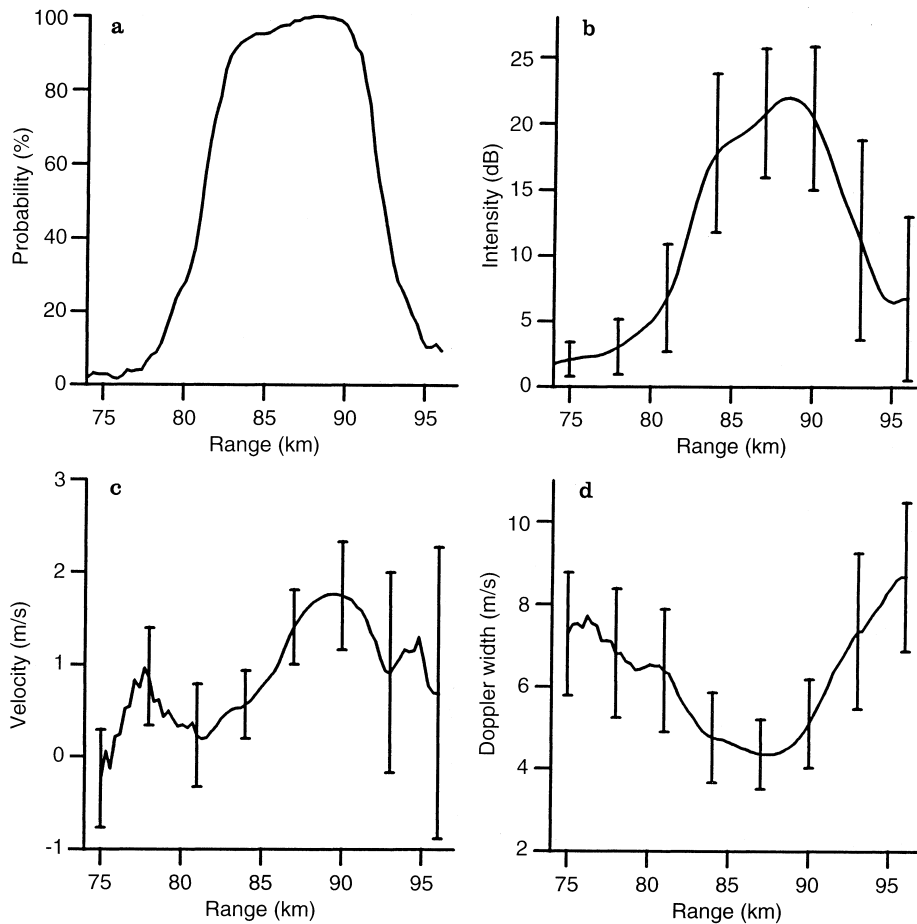 a
100
80
60
40
20
0
Probability (%)
75 80 85 90 95
Range (km)
b
25
20
15
10
5
0
Intensity (dB)
75 80 85 90 95
Range (km)
c
3
2
1
0
-1
Velocity (m/s)
75 80 85 90 95
Range (km)
d
10
8
6
4
2
Doppler width (m/s)
75 80 85 90 95
Range (km)